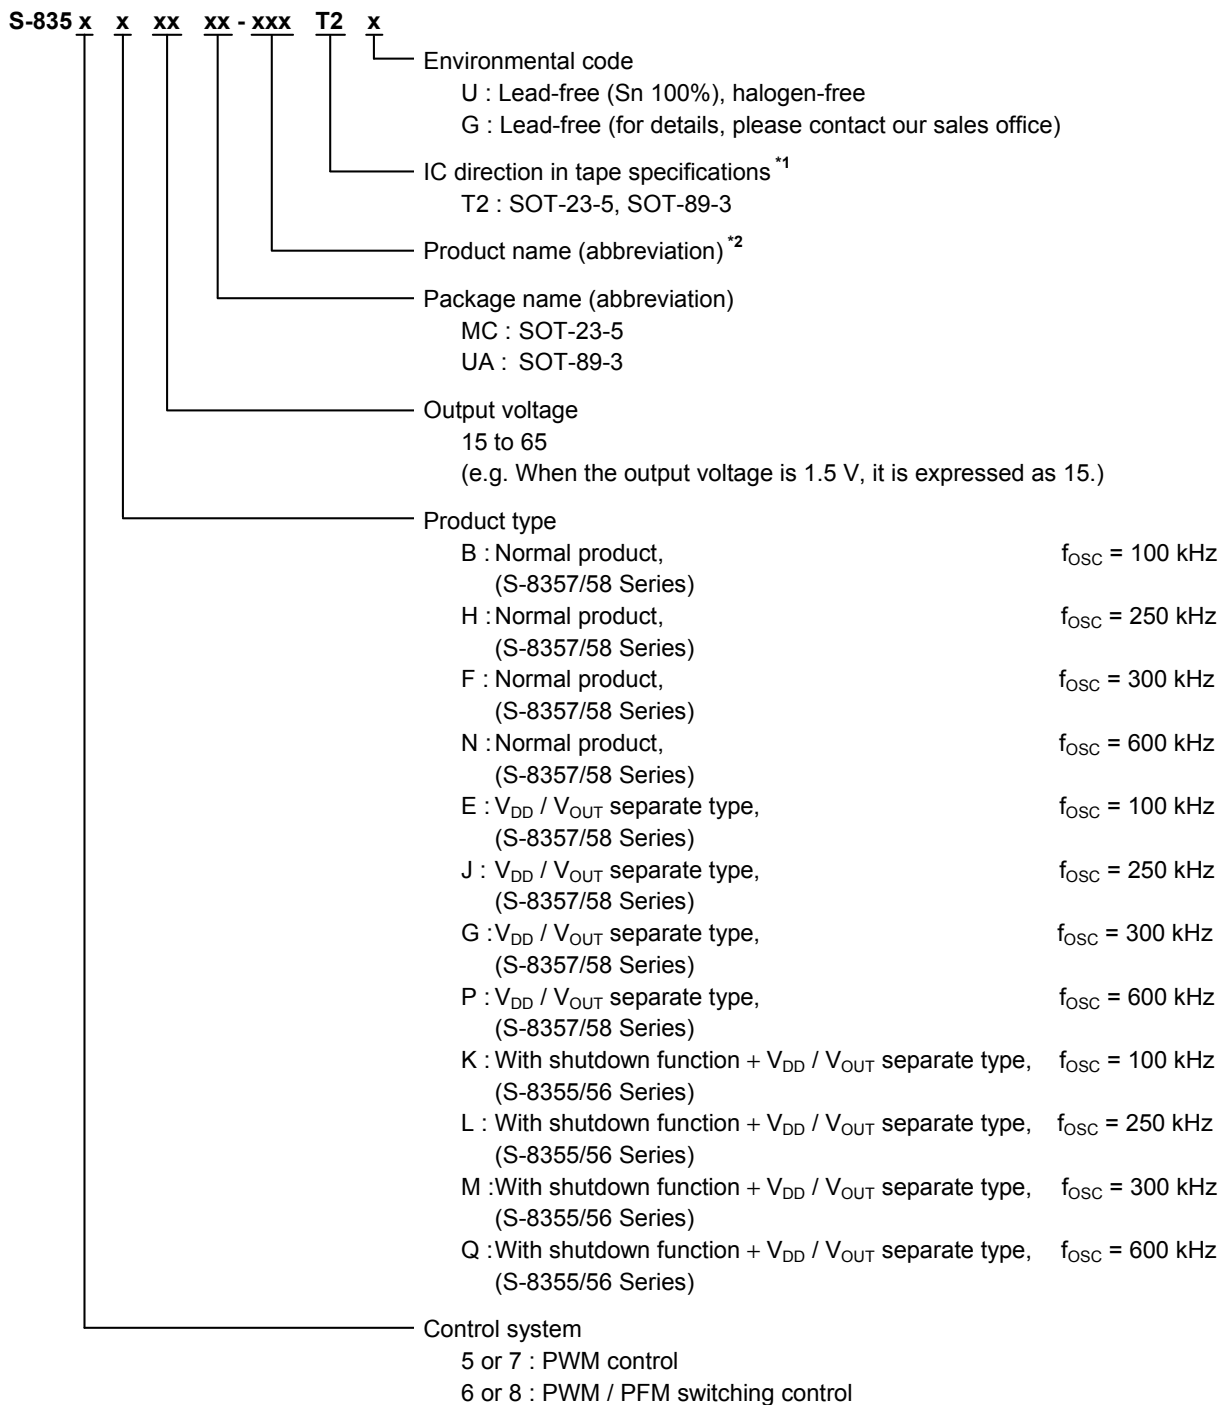 S-835 x x xx xx - xxx T2 x
Environmental code
U : Lead-free (Sn 100%), halogen-free
G : Lead-free (for details, please contact our sales office)
IC direction in tape specifications *1
T2 : SOT-23-5, SOT-89-3
Product name (abbreviation) *2
Package name (abbreviation)
MC : SOT-23-5
UA : SOT-89-3
Output voltage
15 to 65
(e.g. When the output voltage is 1.5 V, it is expressed as 15.)
Product type
B : Normal product, fOSC = 100 kHz
(S-8357/58 Series)
H : Normal product, fOSC = 250 kHz
(S-8357/58 Series)
F : Normal product, fOSC = 300 kHz
(S-8357/58 Series)
N : Normal product, fOSC = 600 kHz
(S-8357/58 Series)
E : VDD / VOUT separate type, fOSC = 100 kHz
(S-8357/58 Series)
J : VDD / VOUT separate type, fOSC = 250 kHz
(S-8357/58 Series)
G : VDD / VOUT separate type, fOSC = 300 kHz
(S-8357/58 Series)
P : VDD / VOUT separate type, fOSC = 600 kHz
(S-8357/58 Series)
K : With shutdown function + VDD / VOUT separate type, fOSC = 100 kHz
(S-8355/56 Series)
L : With shutdown function + VDD / VOUT separate type, fOSC = 250 kHz
(S-8355/56 Series)
M : With shutdown function + VDD / VOUT separate type, fOSC = 300 kHz
(S-8355/56 Series)
Q : With shutdown function + VDD / VOUT separate type, fOSC = 600 kHz
(S-8355/56 Series)
Control system
5 or 7 : PWM control
6 or 8 : PWM / PFM switching control